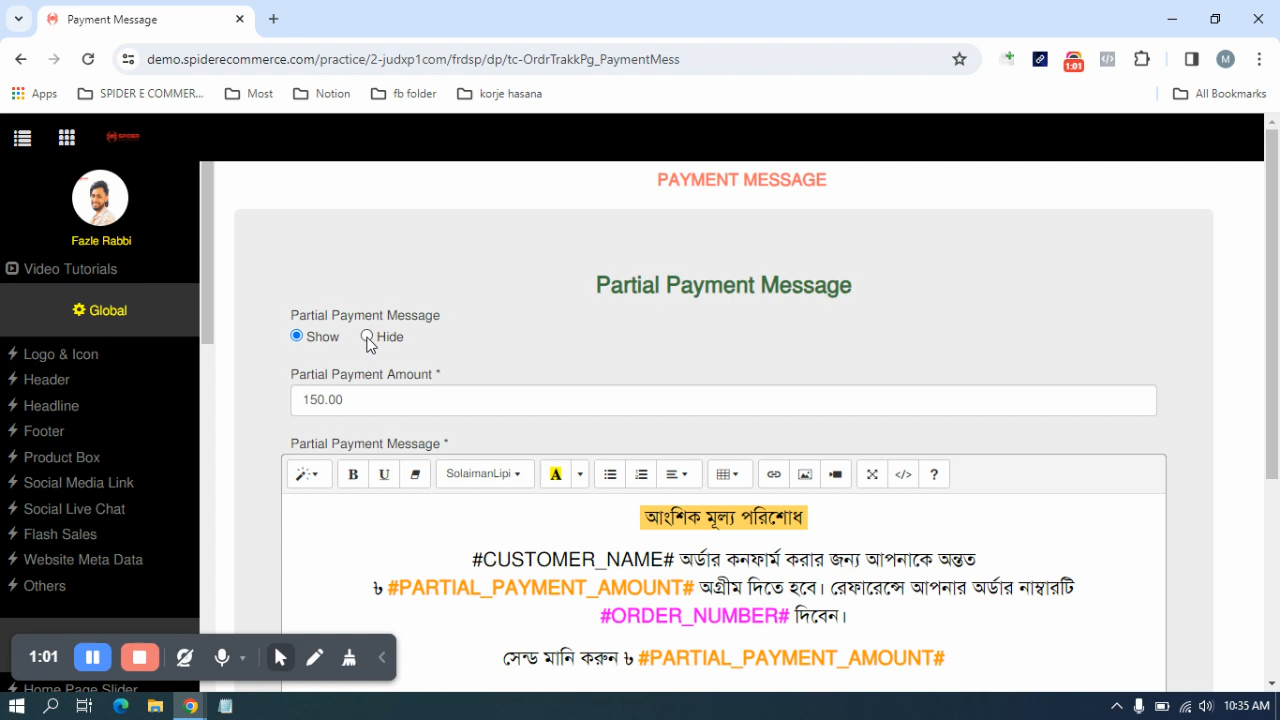 Payment Message
demo.spiderecommerce.com/practice/2-judxp1com/frdsp/dp/tc-OrdrTrakkPg_PaymentMess
1:01
M
Apps
SPIDER E COMMER...
Most
Notion
fb folder
korje hasana
All Bookmarks
SPIDER
PAYMENT MESSAGE
Fazle Rabbi
Video Tutorials
Global
Logo & Icon
Header
Headline
Footer
Product Box
Social Media Link
Social Live Chat
Flash Sales
Website Meta Data
Others
Home Page Slider
Partial Payment Message
Partial Payment Message
Show Hide
Partial Payment Amount *
150.00
Partial Payment Message *
B U SolaimanLipi A </> ?
আংশিক মূল্য পরিশোধ
#CUSTOMER_NAME# অর্ডার কনফার্ম করার জন্য আপনাকে অন্তত
৳ #PARTIAL_PAYMENT_AMOUNT# অগ্রীম দিতে হবে। রেফারেন্সে আপনার অর্ডার নাম্বারটি
#ORDER_NUMBER# দিবেন।
সেন্ড মানি করুন ৳ #PARTIAL_PAYMENT_AMOUNT#
1:01
10:35 AM